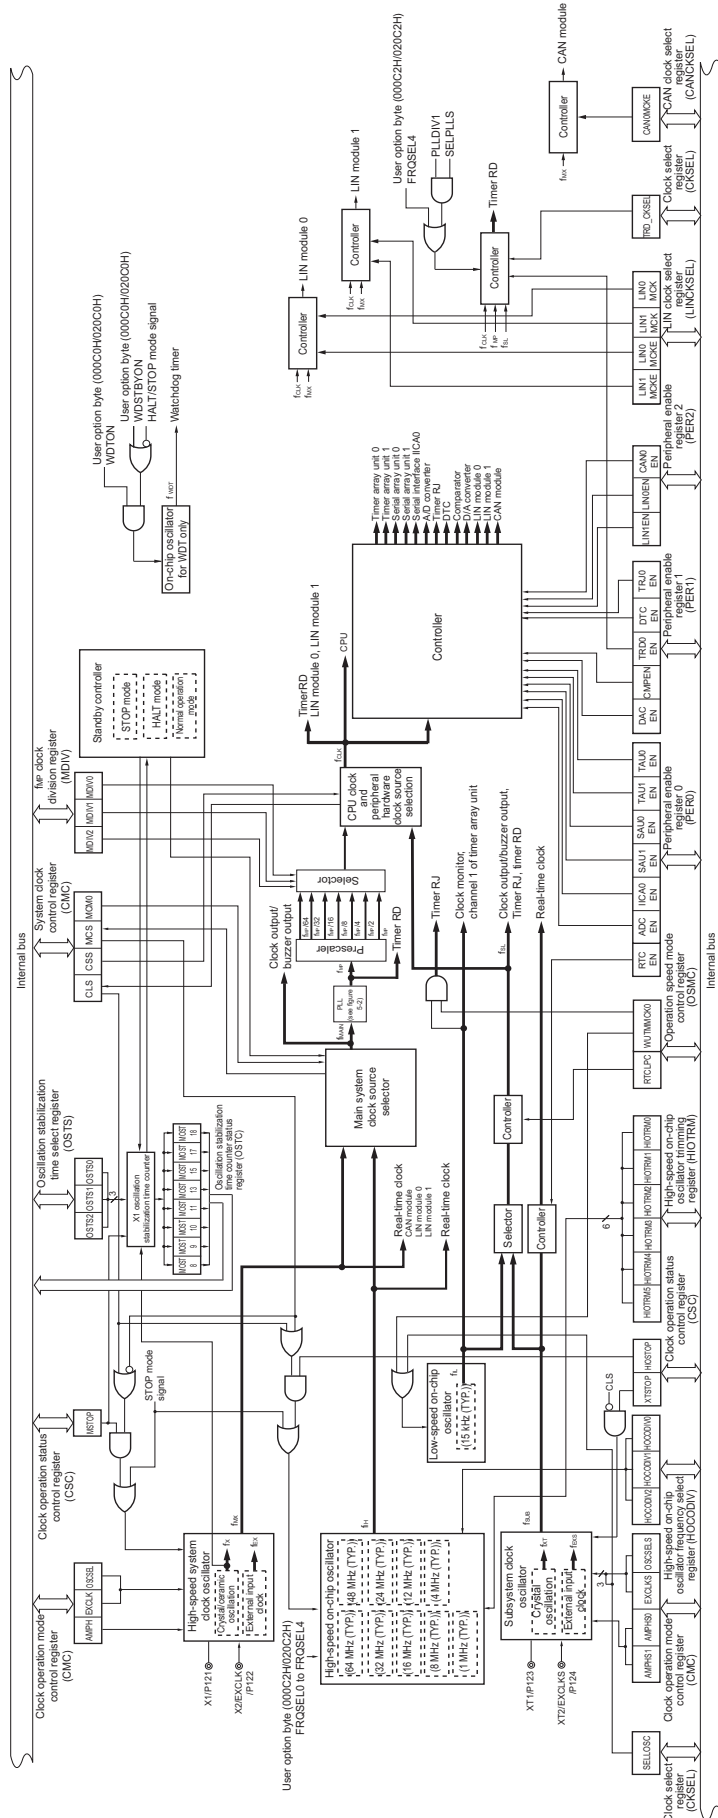 Internal bus
Clock operation mode
control register
(CMC)
AMPH
EXCLK
OSCSEL
Clock operation status
control register
(CSC)
MSTOP
STOP mode
signal
Oscillation stabilization
time select register
(OSTS)
OSTS2
OSTS1
OSTS0
3
X1 oscillation
stabilization time counter
MOST
8
MOST
9
MOST
10
MOST
11
MOST
13
MOST
15
MOST
17
MOST
18
Oscillation stabilization
time counter status
register (OSTC)
System clock
control register
(CMC)
CLS
CSS
MCS
MCM0
fMP clock
division register
(MDIV)
MDIV2
MDIV1
MDIV0
Standby controller
STOP mode
HALT mode
Normal operation
mode
User option byte (000C0H/020C0H)
WDTON
User option byte (000C0H/020C0H)
WDSTBYON
HALT/STOP mode signal
On-chip oscillator
for WDT only
fWDT
Watchdog timer
High-speed system
clock oscillator
Crystal/ceramic
oscillation
fX
External input
clock
fEX
X1/P121
X2/EXCLK
/P122
fMX
Real-time clock
CAN module
LIN module 0
LIN module 1
User option byte (000C2H/020C2H)
FRQSEL0 to FRQSEL4
High-speed on-chip oscillator
(64 MHz (TYP.))
(48 MHz (TYP.))
(32 MHz (TYP.))
(24 MHz (TYP.))
(16 MHz (TYP.))
(12 MHz (TYP.))
(8 MHz (TYP.))
(4 MHz (TYP.))
(1 MHz (TYP.))
fIH
Real-time clock
Main system
clock source
selector
fMAIN
Clock output/
buzzer output
PLL
(see figure
5-2)
fMP
Timer RD
Prescaler
fMP/64
fMP/32
fMP/16
fMP/8
fMP/4
fMP/2
fMP
Selector
CPU clock
and
peripheral
hardware
clock source
selection
fCLK
TimerRD
LIN module 0, LIN module 1
CPU
Controller
Timer array unit 0
Timer array unit 1
Serial array unit 0
Serial array unit 1
Serial interface IICA0
A/D converter
Timer RJ
DTC
Comparator
D/A converter
LIN module 0
LIN module 1
CAN module
fCLK
fMX
Controller
LIN module 0
fCLK
fMX
Controller
LIN module 1
User option byte (000C2H/020C2H)
FRQSEL4
PLLDIV1
SELPLLS
fCLK
fMP
fSL
Controller
Timer RD
fMX
Controller
CAN module
Low-speed on-chip
oscillator
(15 kHz (TYP.))
fIL
Timer RJ
Clock monitor,
channel 1 of timer array unit
Selector
Controller
fSL
Clock output/buzzer output,
Timer RJ, timer RD
Controller
Real-time clock
Subsystem clock
oscillator
Crystal
oscillation
fXT
External input
clock
fEXS
XT1/P123
XT2/EXCLKS
/P124
fSUB
CLS
3
6
SELLOSC
Clock select
register
(CKSEL)
AMPHS1
AMPHS0
EXCLKS
OSCSELS
Clock operation mode
control register
(CMC)
HOCODIV2
HOCODIV1
HOCODIV0
High-speed on-chip
oscillator frequency select
register (HOCODIV)
XTSTOP
HIOSTOP
Clock operation status
control register
(CSC)
HIOTRM5
HIOTRM4
HIOTRM3
HIOTRM2
HIOTRM1
HIOTRM0
High-speed on-chip
oscillator trimming
register (HIOTRM)
RTCLPC
WUTMMCK0
Operation speed mode
control register
(OSMC)
RTC
EN
ADC
EN
IICA0
EN
SAU1
EN
SAU0
EN
TAU1
EN
TAU0
EN
Peripheral enable
register 0
(PER0)
DAC
EN
CMPEN
TRD0
EN
DTC
EN
TRJ0
EN
Peripheral enable
register 1
(PER1)
LIN1EN
LIN0EN
CAN0
EN
Peripheral enable
register 2
(PER2)
LIN1
MCKE
LIN0
MCKE
LIN1
MCK
LIN0
MCK
LIN clock select
register
(LINCKSEL)
TRD_CKSEL
Clock select
register
(CKSEL)
CAN0MCKE
CAN clock select
register
(CANCKSEL)
Internal bus